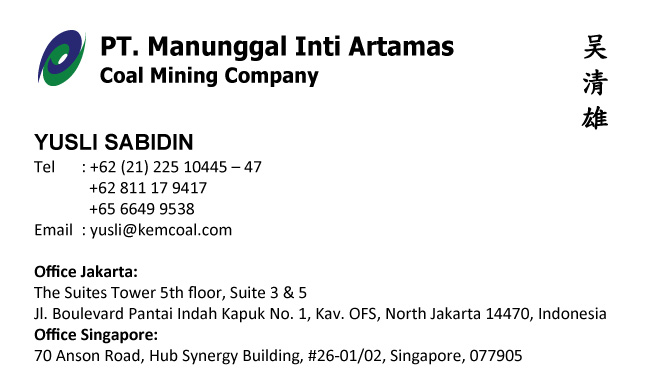 PT. Manunggal Inti Artamas
Coal Mining Company
吴清雄
YUSLI SABIDIN
Tel : +62 (21) 225 10445 – 47
+62 811 17 9417
+65 6649 9538
Email : yusli@kemcoal.com
Office Jakarta:
The Suites Tower 5th floor, Suite 3 & 5
Jl. Boulevard Pantai Indah Kapuk No. 1, Kav. OFS, North Jakarta 14470, Indonesia
Office Singapore:
70 Anson Road, Hub Synergy Building, #26-01/02, Singapore, 077905